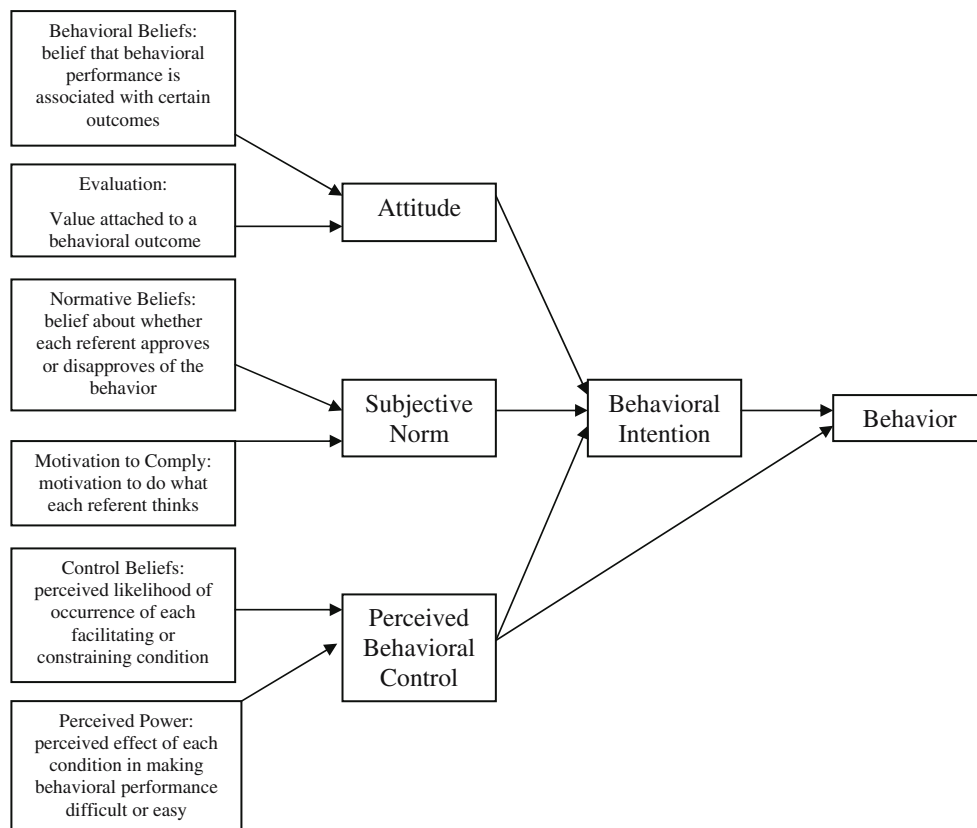 Behavioral Beliefs:
belief that behavioral
performance is
associated with certain
outcomes
Evaluation:
Value attached to a
behavioral outcome
Attitude
Normative Beliefs:
belief about whether
each referent approves
or disapproves of the
behavior
Motivation to Comply:
motivation to do what
each referent thinks
Subjective
Norm
Behavioral
Intention
Behavior
Control Beliefs:
perceived likelihood of
occurrence of each
facilitating or
constraining condition
Perceived Power:
perceived effect of each
condition in making
behavioral performance
difficult or easy
Perceived
Behavioral
Control